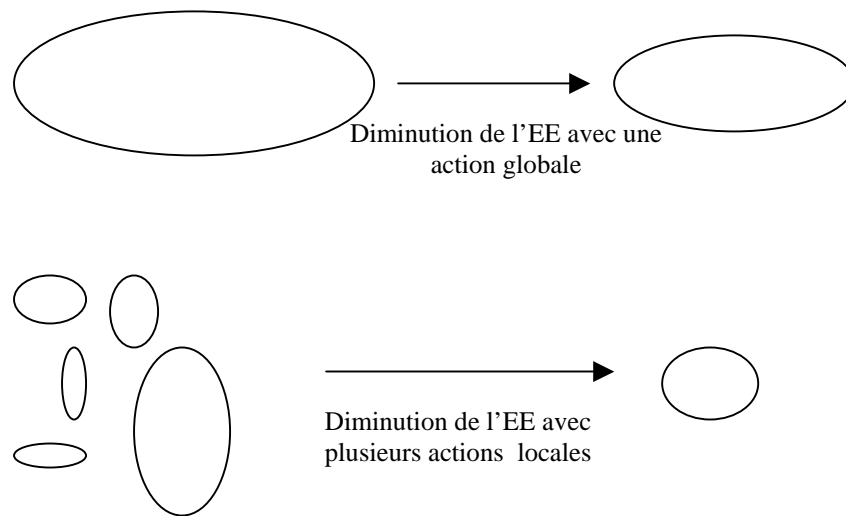 Diminution de l’EE avec une
action globale
Diminution de l’EE avec
plusieurs actions  locales